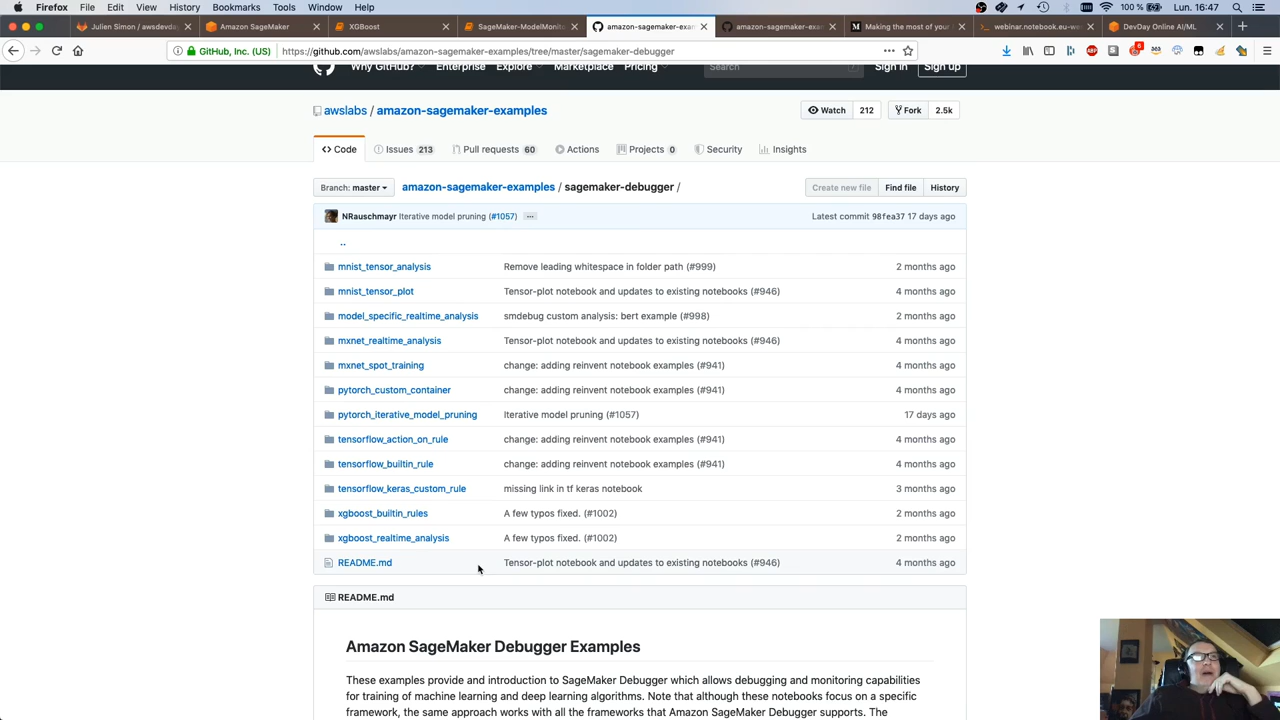 Firefox File Edit View History Bookmarks Tools Window Help 100 % Lun. 16:47
Julien Simon / awsdevda Amazon SageMaker XGBoost SageMaker-ModelMonito amazon-sagemaker-exam amazon-sagemaker-exam Making the most of your webinar.notebook.eu-we DevDay Online AI/ML
GitHub, Inc. (US) https://github.com/awslabs/amazon-sagemaker-examples/tree/master/sagemaker-debugger
Why GitHub? Enterprise Explore Marketplace Pricing Search Sign in Sign up
awslabs / amazon-sagemaker-examples Watch 212 Fork 2.5k
Code Issues 213 Pull requests 60 Actions Projects 0 Security Insights
Branch: master amazon-sagemaker-examples / sagemaker-debugger / Create new file Find file History
NRauschmayr Iterative model pruning (#1057) ... Latest commit 98fea37 17 days ago
..
mnist_tensor_analysis Remove leading whitespace in folder path (#999) 2 months ago
mnist_tensor_plot Tensor-plot notebook and updates to existing notebooks (#946) 4 months ago
model_specific_realtime_analysis smdebug custom analysis: bert example (#998) 2 months ago
mxnet_realtime_analysis Tensor-plot notebook and updates to existing notebooks (#946) 4 months ago
mxnet_spot_training change: adding reinvent notebook examples (#941) 4 months ago
pytorch_custom_container change: adding reinvent notebook examples (#941) 4 months ago
pytorch_iterative_model_pruning Iterative model pruning (#1057) 17 days ago
tensorflow_action_on_rule change: adding reinvent notebook examples (#941) 4 months ago
tensorflow_builtin_rule change: adding reinvent notebook examples (#941) 4 months ago
tensorflow_keras_custom_rule missing link in tf keras notebook 3 months ago
xgboost_builtin_rules A few typos fixed. (#1002) 2 months ago
xgboost_realtime_analysis A few typos fixed. (#1002) 2 months ago
README.md Tensor-plot notebook and updates to existing notebooks (#946) 4 months ago
README.md
Amazon SageMaker Debugger Examples
These examples provide and introduction to SageMaker Debugger which allows debugging and monitoring capabilities
for training of machine learning and deep learning algorithms. Note that although these notebooks focus on a specific
framework, the same approach works with all the frameworks that Amazon SageMaker Debugger supports. The